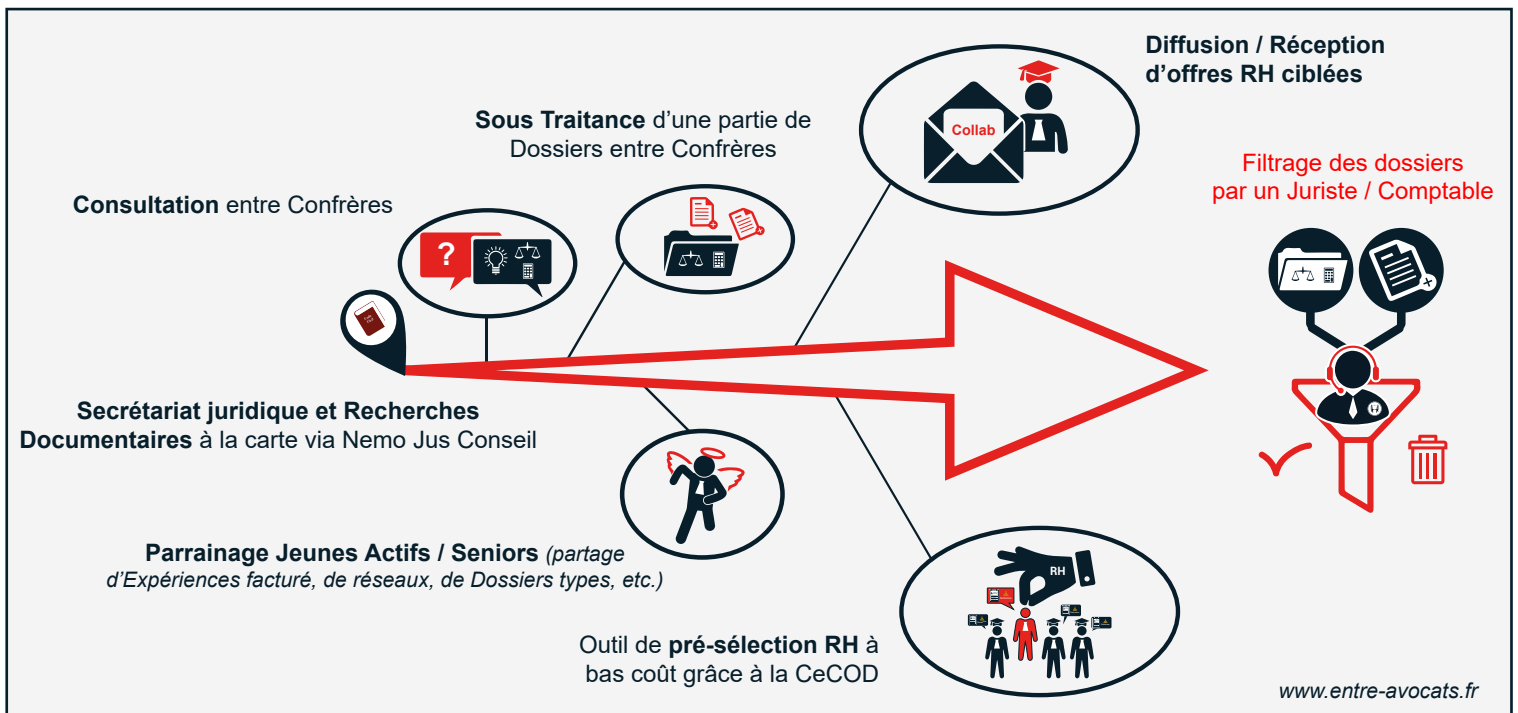 Diffusion / Réception
d'offres RH ciblées
Sous Traitance d'une partie de
Dossiers entre Confrères
Collab
Filtrage des dossiers
par un Juriste / Comptable
Consultation entre Confrères
?
Secrétariat juridique et Recherches
Documentaires à la carte via Nemo Jus Conseil
Parrainage Jeunes Actifs / Seniors (partage
d'Expériences facturé, de réseaux, de Dossiers types, etc.)
RH
Outil de pré-sélection RH à
bas coût grâce à la CeCOD
www.entre-avocats.fr